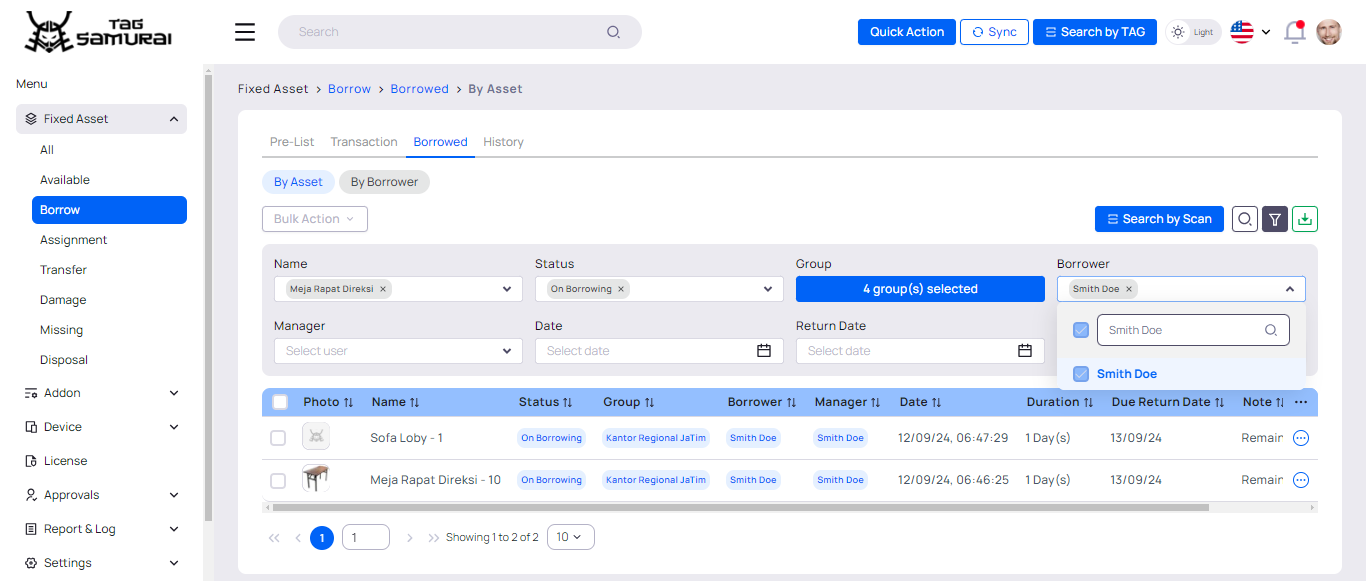 TAG SAMURAI
Search
Quick Action
Sync
Search by TAG
Light
Menu
Fixed Asset
All
Available
Borrow
Assignment
Transfer
Damage
Missing
Disposal
Addon
Device
License
Approvals
Report & Log
Settings
Fixed Asset > Borrow > Borrowed > By Asset
Pre-List Transaction Borrowed History
By Asset By Borrower
Bulk Action
Search by Scan
Name Status Group Borrower
Meja Rapat Direksi × On Borrowing × 4 group(s) selected Smith Doe ×
Manager Date Return Date
Select user Select date Select date
Smith Doe
Smith Doe
Photo Name Status Group Borrower Manager Date Duration Due Return Date Note
Sofa Loby - 1 On Borrowing Kantor Regional JaTim Smith Doe Smith Doe 12/09/24, 06:47:29 1 Day(s) 13/09/24 Remain
Meja Rapat Direksi - 10 On Borrowing Kantor Regional JaTim Smith Doe Smith Doe 12/09/24, 06:46:25 1 Day(s) 13/09/24 Remain
1 1 Showing 1 to 2 of 2 10